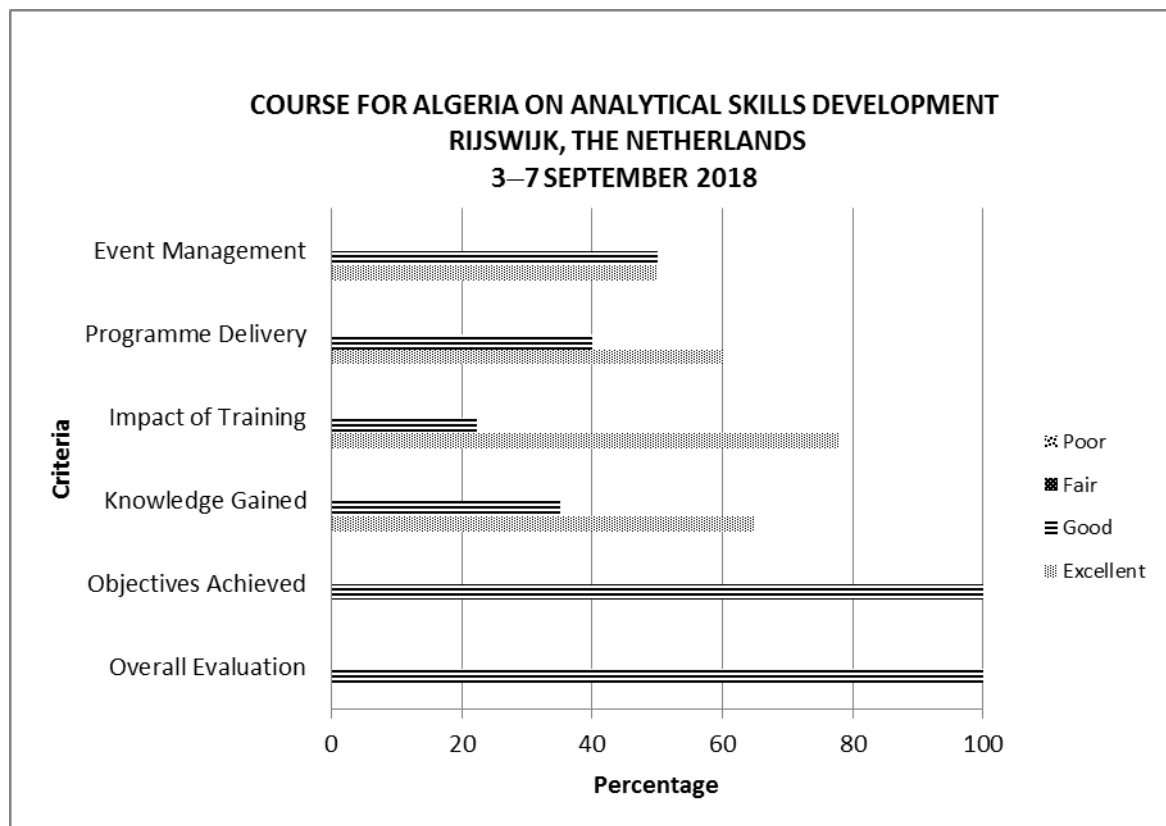 COURSE FOR ALGERIA ON ANALYTICAL SKILLS DEVELOPMENT
RIJSWIJK, THE NETHERLANDS
3—7 SEPTEMBER 2018
Event Management
Programme Delivery
Impact of Training
Knowledge Gained
Objectives Achieved
Overall Evaluation
Criteria
0 20 40 60 80 100
Percentage
Poor
Fair
Good
Excellent